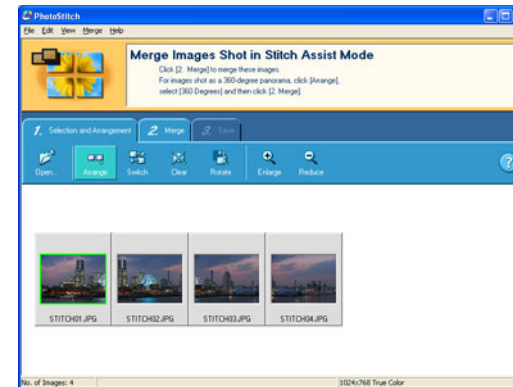 PhotoStitch
File Edit View Merge Help
Merge Images Shot in Stitch Assist Mode
Click [2. Merge] to merge these images.
For images shot as a 360-degree panorama, click [Arrange],
select [360 Degrees] and then click [2. Merge].
1. Selection and Arrangement 2. Merge 3. Save
Open... Arrange Switch Clear Rotate Enlarge Reduce ?
STITCH01.JPG STITCH02.JPG STITCH03.JPG STITCH04.JPG
No. of Images: 4 1024x768 True Color